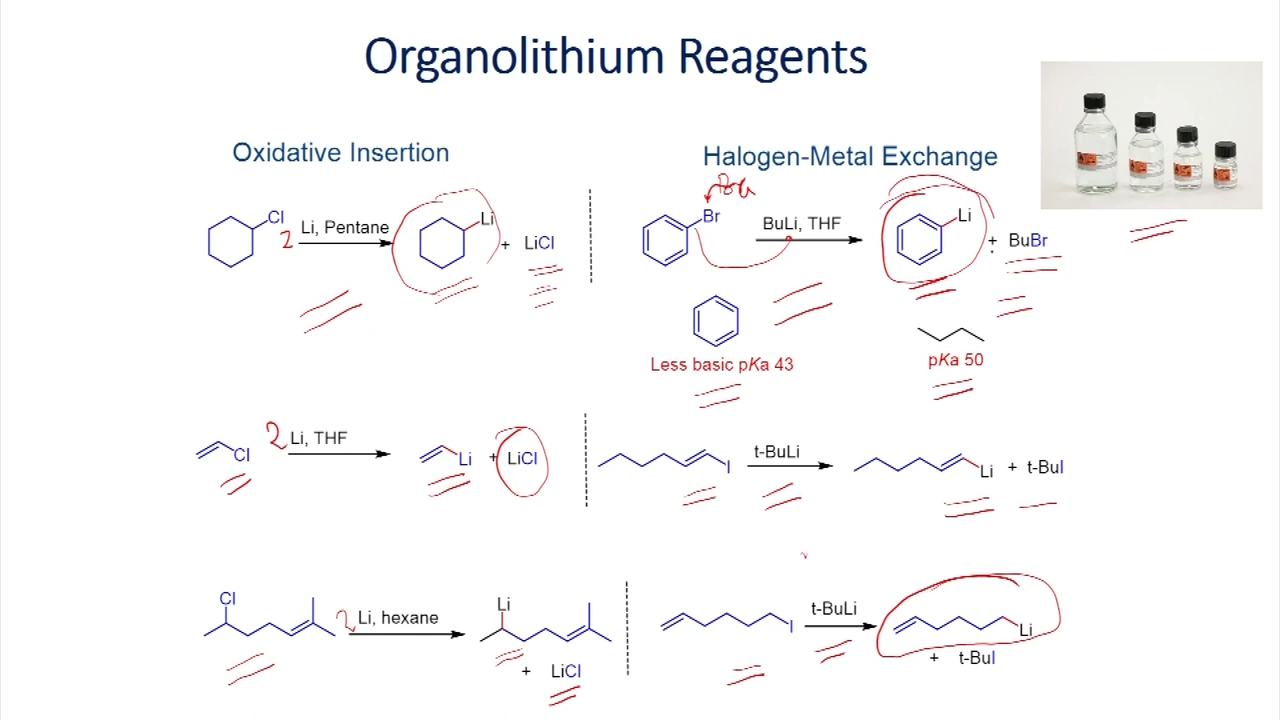 Organolithium Reagents
Oxidative Insertion
Cl
2 Li, Pentane
Li
+ LiCl
2 Li, THF
Cl
Li
+ LiCl
Cl
2 Li, hexane
Li
+ LiCl
Halogen-Metal Exchange
Br
BuLi, THF
Li
+ BuBr
Less basic pKa 43
pKa 50
I
t-BuLi
Li
+ t-BuI
I
t-BuLi
Li
+ t-BuI